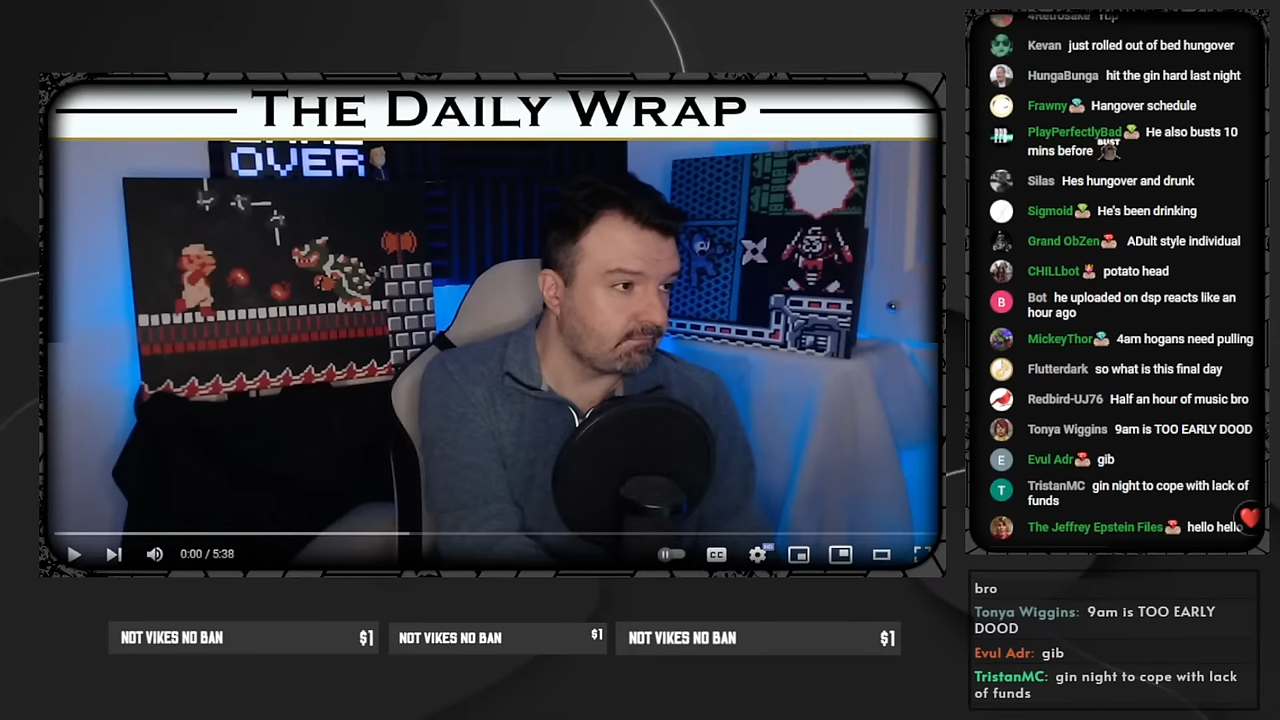 THE DAILY WRAP
OVER
0:00 / 5:38
CC
NOT VIKES NO BAN $1
NOT VIKES NO BAN $1
NOT VIKES NO BAN $1
4Retrosake Yup
Kevan just rolled out of bed hungover
HungaBunga hit the gin hard last night
Frawny Hangover schedule
PlayPerfectlyBad He also busts 10
mins before BUST
Silas Hes hungover and drunk
Sigmoid He's been drinking
Grand ObZen ADult style individual
CHILLbot potato head
B
Bot he uploaded on dsp reacts like an
hour ago
MickeyThor 4am hogans need pulling
Flutterdark so what is this final day
Redbird-UJ76 Half an hour of music bro
Tonya Wiggins 9am is TOO EARLY DOOD
E
Evul Adr gib
T
TristanMC gin night to cope with lack of
funds
The Jeffrey Epstein Files hello hello
bro
Tonya Wiggins: 9am is TOO EARLY
DOOD
Evul Adr: gib
TristanMC: gin night to cope with lack
of funds